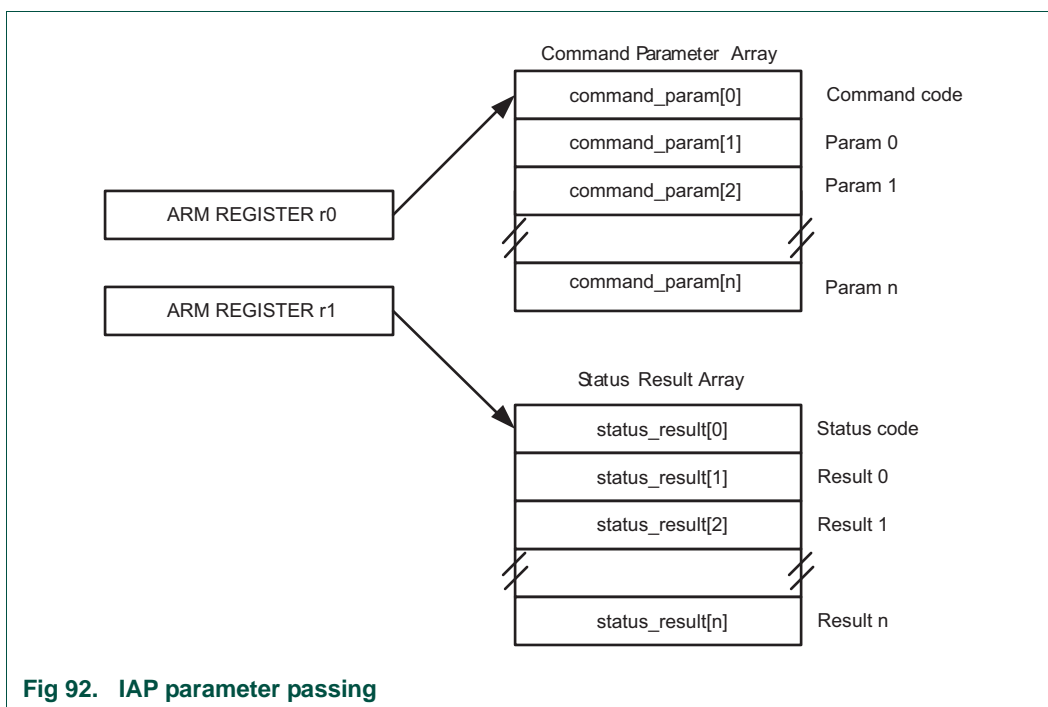 Command Parameter Array
command_param[0] Command code
command_param[1] Param 0
command_param[2] Param 1
ARM REGISTER r0
command_param[n] Param n
ARM REGISTER r1
Status Result Array
status_result[0] Status code
status_result[1] Result 0
status_result[2] Result 1
status_result[n] Result n
Fig 92. IAP parameter passing